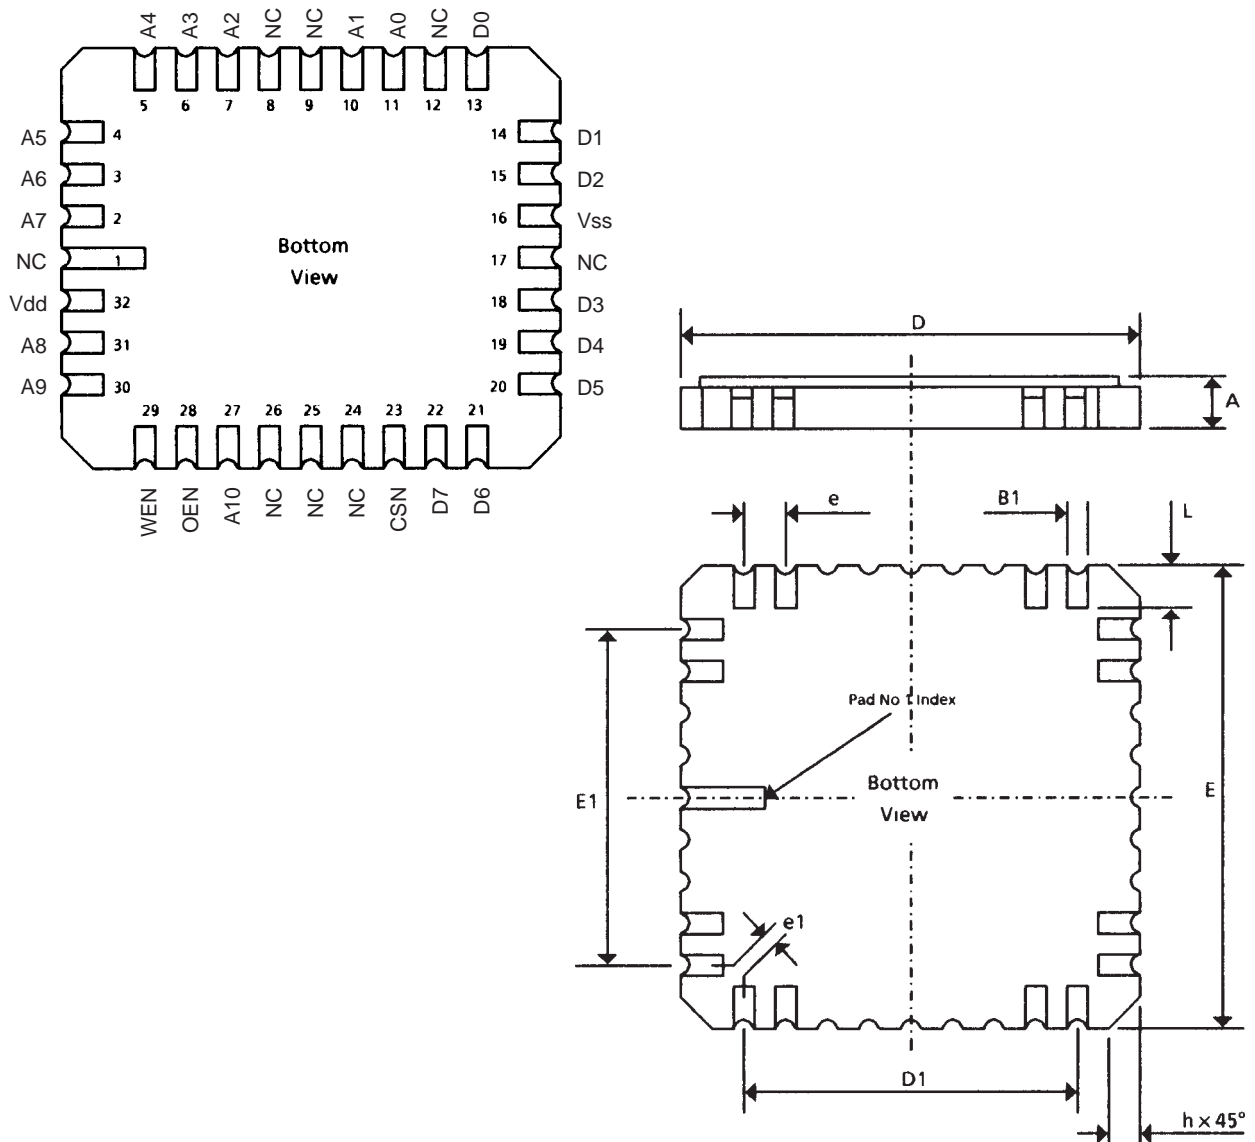 A4 A3 A2 NC NC A1 A0 NC D0
5 6 7 8 9 10 11 12 13
A5 4 14 D1
A6 3 15 D2
A7 2 16 Vss
NC 1 17 NC
Bottom
View
Vdd 32 18 D3
A8 31 19 D4
A9 30 20 D5
29 28 27 26 25 24 23 22 21
WEN OEN A10 NC NC NC CSN D7 D6
D
A
e
B1
L
Pad No 1 Index
Bottom
View
E1
E
e1
D1
h × 45°